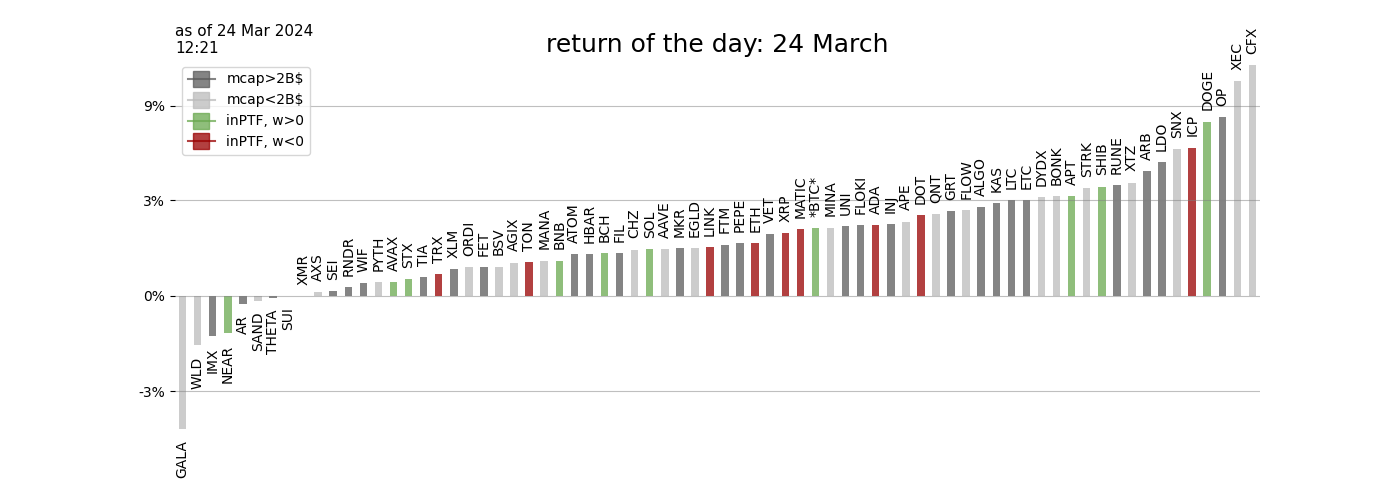 as of 24 Mar 2024
12:21
return of the day: 24 March
mcap>2B$
mcap<2B$
inPTF, w>0
inPTF, w<0
9%
3%
0%
-3%
GALA
WLD
IMX
NEAR
AR
SAND
THETA
SUI
XMR
AXS
SEI
RNDR
WIF
PYTH
AVAX
STX
TIA
TRX
XLM
ORDI
FET
BSV
AGIX
TON
MANA
BNB
ATOM
HBAR
BCH
FIL
CHZ
SOL
AAVE
MKR
EGLD
LINK
FTM
PEPE
ETH
VET
XRP
MATIC
*BTC*
MINA
UNI
FLOKI
ADA
INJ
APE
DOT
QNT
GRT
FLOW
ALGO
KAS
LTC
ETC
DYDX
BONK
APT
STRK
SHIB
RUNE
XTZ
ARB
LDO
SNX
ICP
DOGE
OP
XEC
CFX